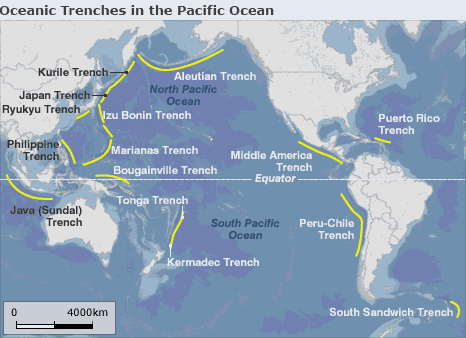 Oceanic Trenches in the Pacific Ocean
Kurile Trench
Aleutian Trench
Japan Trench
North Pacific
Ocean
Ryukyu Trench
Izu Bonin Trench
Puerto Rico
Trench
Philippine
Trench
Marianas Trench
Middle America
Trench
Bougainville Trench
Equator
Tonga Trench
Java (Sundal)
Trench
South Pacific
Ocean
Peru-Chile
Trench
Kermadec Trench
South Sandwich Trench
0 4000km